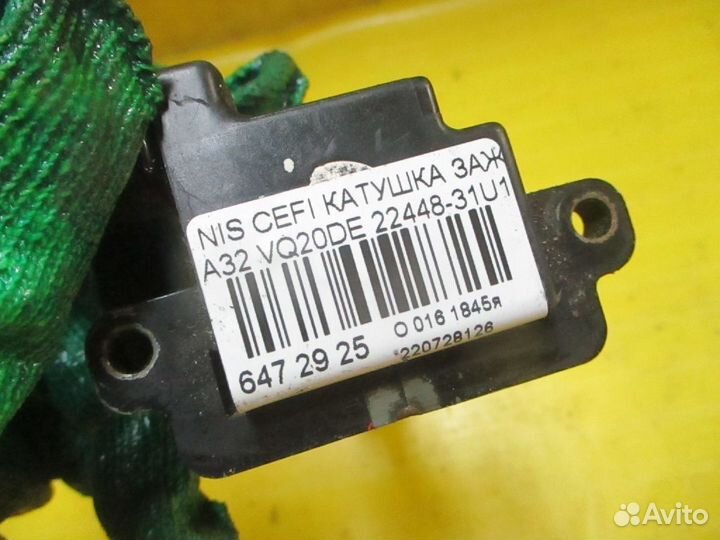 NIS CEFI КАТУШКА ЗАЖ
A32 VQ20DE 22448-31U1
647 29 25
О 016 1845я
*220728126
Avito